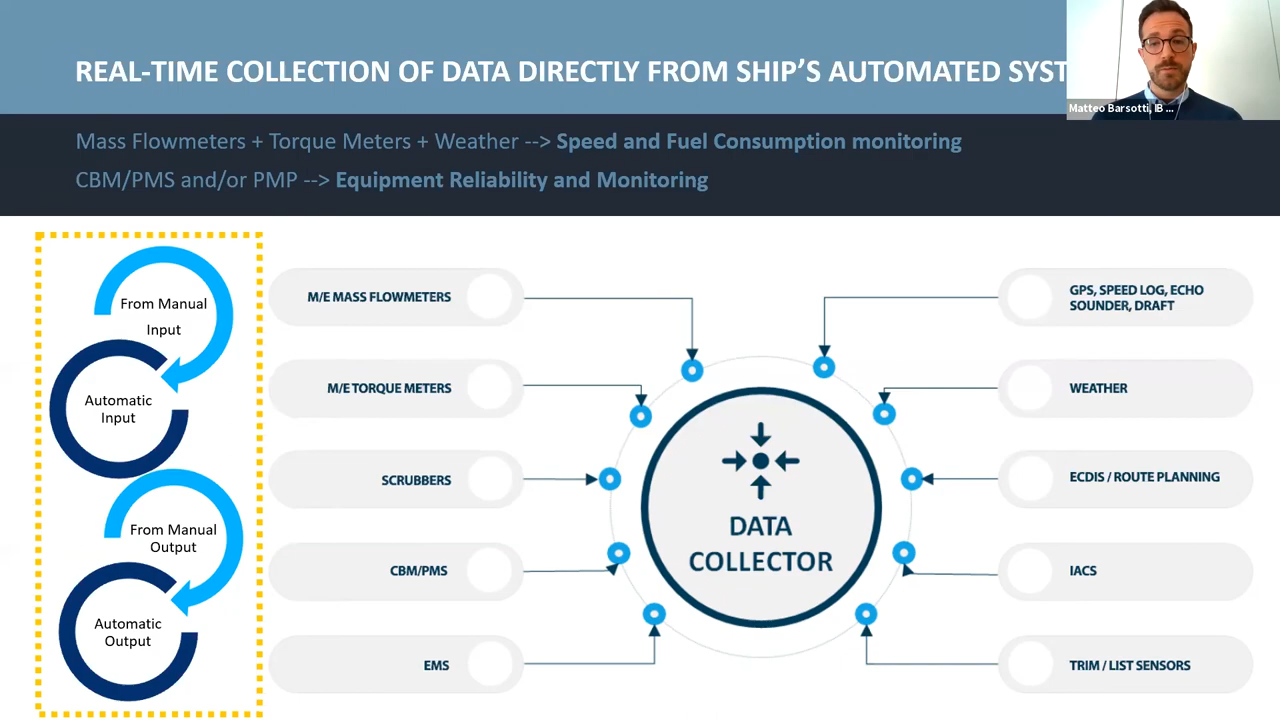 REAL-TIME COLLECTION OF DATA DIRECTLY FROM SHIP'S AUTOMATED SYST
Matteo Barsotti, IB ...
Mass Flowmeters + Torque Meters + Weather --> Speed and Fuel Consumption monitoring
CBM/PMS and/or PMP --> Equipment Reliability and Monitoring
From Manual
Input
Automatic
Input
From Manual
Output
Automatic
Output
M/E MASS FLOWMETERS
M/E TORQUE METERS
SCRUBBERS
CBM/PMS
EMS
DATA
COLLECTOR
GPS, SPEED LOG, ECHO
SOUNDER, DRAFT
WEATHER
ECDIS / ROUTE PLANNING
IACS
TRIM / LIST SENSORS